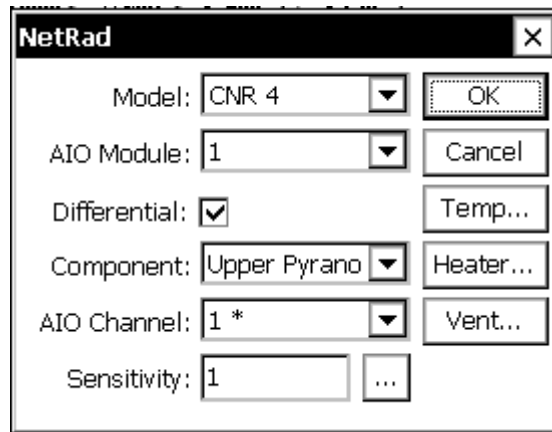 NetRad
Model: CNR 4 OK
AIO Module: 1 Cancel
Differential: Temp...
Component: Upper Pyrano Heater...
AIO Channel: 1 * Vent...
Sensitivity: 1 ...